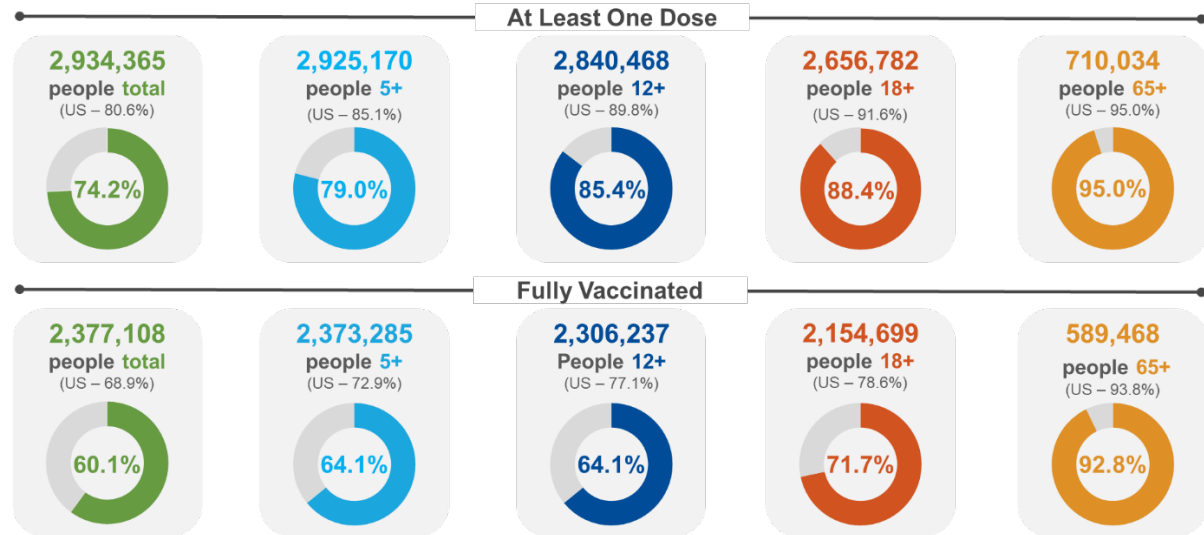 At Least One Dose
2,934,365
people total
(US – 80.6%)
74.2%
2,925,170
people 5+
(US – 85.1%)
79.0%
2,840,468
people 12+
(US – 89.8%)
85.4%
2,656,782
people 18+
(US – 91.6%)
88.4%
710,034
people 65+
(US – 95.0%)
95.0%
Fully Vaccinated
2,377,108
people total
(US – 68.9%)
60.1%
2,373,285
people 5+
(US – 72.9%)
64.1%
2,306,237
People 12+
(US – 77.1%)
64.1%
2,154,699
people 18+
(US – 78.6%)
71.7%
589,468
people 65+
(US – 93.8%)
92.8%